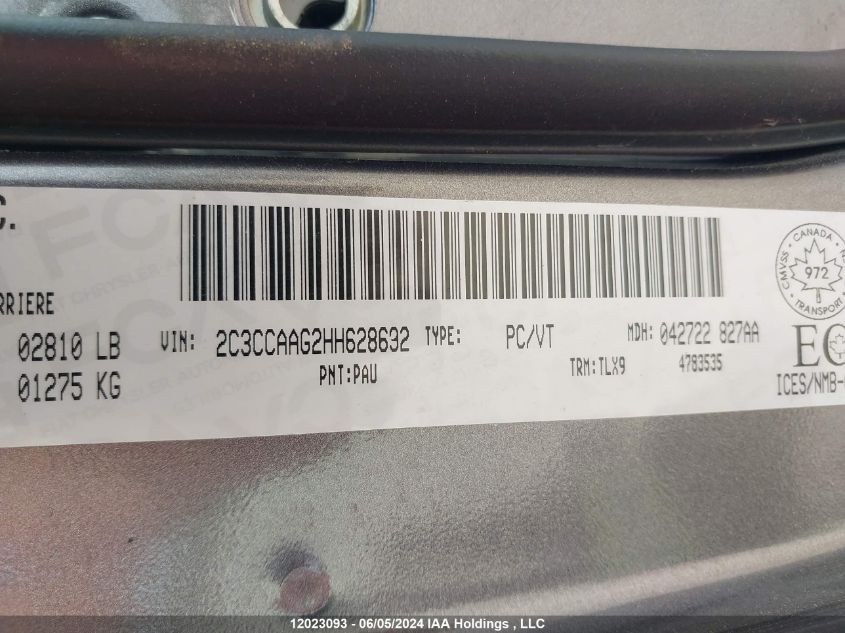 C.
RRIERE
02810 LB
01275 KG
VIN: 2C3CCAAG2HH628632 TYPE: PC/VT MDH: 042722 827AA
PNT:PAU TRM:TLX9 4783535
CANADA
CMVSS
972
TRANSPORT
ICES/NMB-
12023093 - 06/05/2024 IAA Holdings , LLC